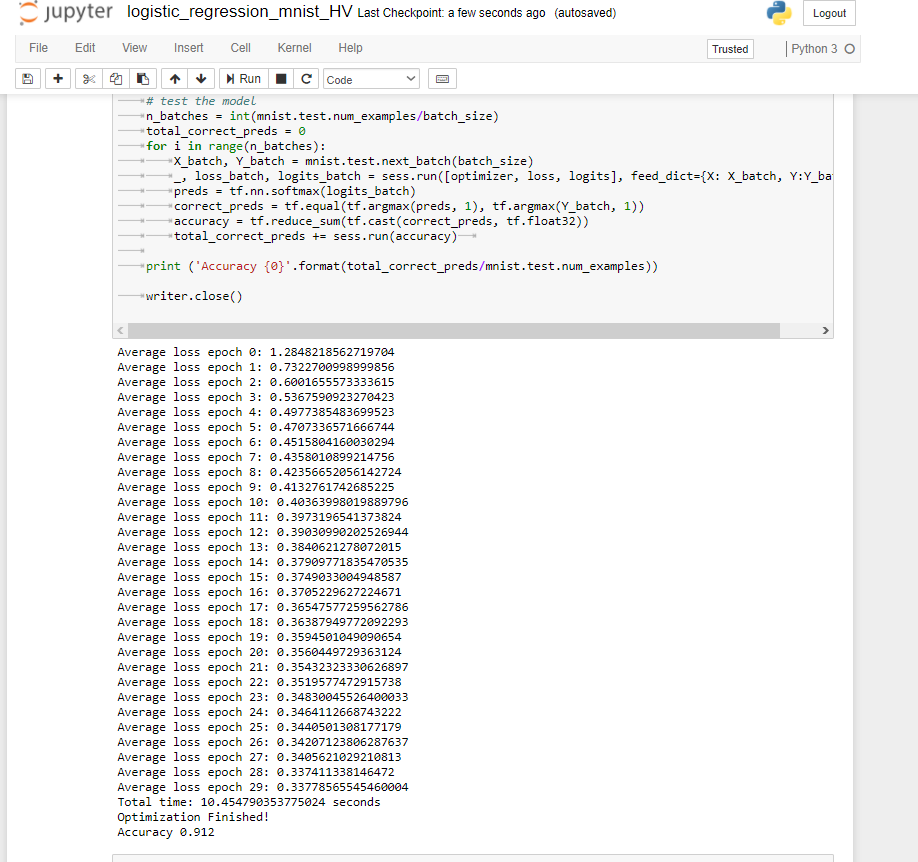 jupyter logistic_regression_mnist_HV Last Checkpoint: a few seconds ago (autosaved) Logout
File Edit View Insert Cell Kernel Help Trusted Python 3
Run Code
# test the model
n_batches = int(mnist.test.num_examples/batch_size)
total_correct_preds = 0
for i in range(n_batches):
X_batch, Y_batch = mnist.test.next_batch(batch_size)
_, loss_batch, logits_batch = sess.run([optimizer, loss, logits], feed_dict={X: X_batch, Y:Y_ba
preds = tf.nn.softmax(logits_batch)
correct_preds = tf.equal(tf.argmax(preds, 1), tf.argmax(Y_batch, 1))
accuracy = tf.reduce_sum(tf.cast(correct_preds, tf.float32))
total_correct_preds += sess.run(accuracy)
print ('Accuracy {0}'.format(total_correct_preds/mnist.test.num_examples))
writer.close()
Average loss epoch 0: 1.2848218562719704
Average loss epoch 1: 0.7322700998999856
Average loss epoch 2: 0.6001655573333615
Average loss epoch 3: 0.5367590923270423
Average loss epoch 4: 0.4977385483699523
Average loss epoch 5: 0.4707336571666744
Average loss epoch 6: 0.4515804160030294
Average loss epoch 7: 0.4358010899214756
Average loss epoch 8: 0.42356652056142724
Average loss epoch 9: 0.4132761742685225
Average loss epoch 10: 0.40363998019889796
Average loss epoch 11: 0.3973196541373824
Average loss epoch 12: 0.39030990202526944
Average loss epoch 13: 0.3840621278072015
Average loss epoch 14: 0.37909771835470535
Average loss epoch 15: 0.3749033004948587
Average loss epoch 16: 0.3705229627224671
Average loss epoch 17: 0.36547577259562786
Average loss epoch 18: 0.36387949772092293
Average loss epoch 19: 0.3594501049090654
Average loss epoch 20: 0.3560449729363124
Average loss epoch 21: 0.35432323330626897
Average loss epoch 22: 0.3519577472915738
Average loss epoch 23: 0.34830045526400033
Average loss epoch 24: 0.3464112668743222
Average loss epoch 25: 0.3440501308177179
Average loss epoch 26: 0.34207123806287637
Average loss epoch 27: 0.3405621029210813
Average loss epoch 28: 0.337411338146472
Average loss epoch 29: 0.33778565545460004
Total time: 10.454790353775024 seconds
Optimization Finished!
Accuracy 0.912